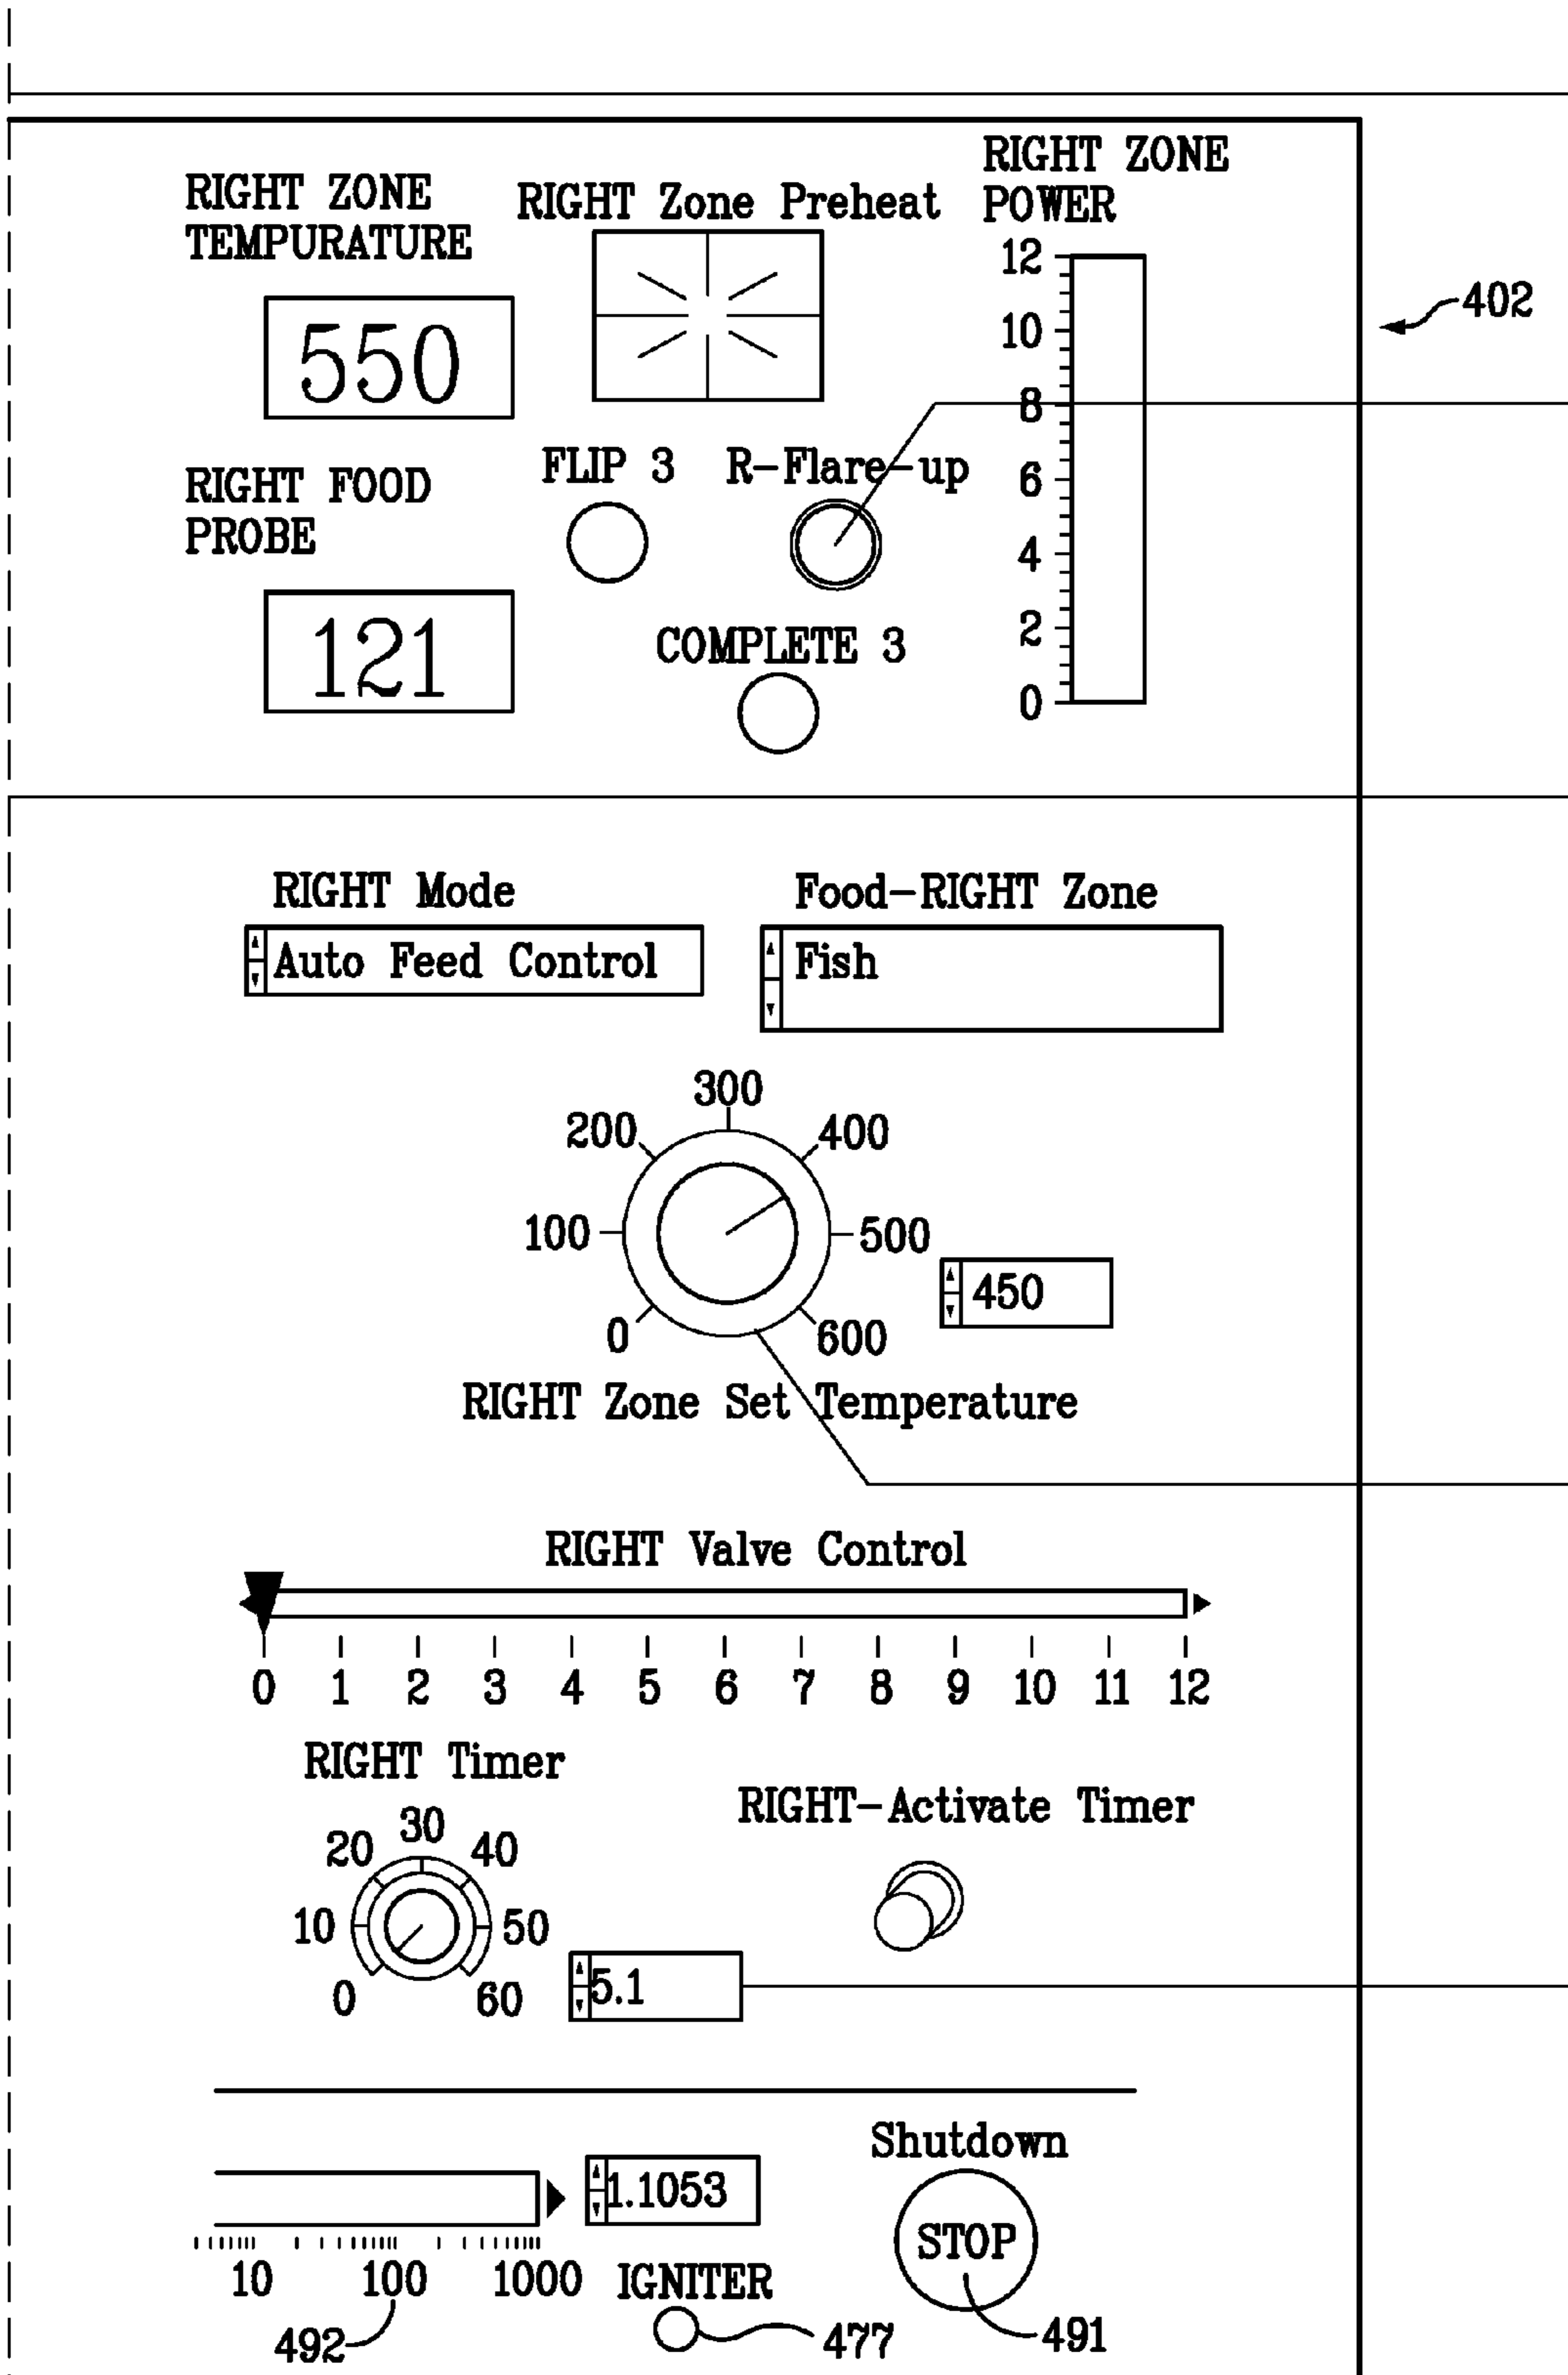 RIGHT ZONE
TEMPURATURE
550
RIGHT FOOD
PROBE
121
RIGHT Zone Preheat
FLIP 3
R-Flare-up
COMPLETE 3
RIGHT ZONE
POWER
12
10
8
6
4
2
0
402
RIGHT Mode
Auto Feed Control
Food-RIGHT Zone
Fish
300
200
400
100
500
0
600
450
RIGHT Zone Set Temperature
RIGHT Valve Control
0 1 2 3 4 5 6 7 8 9 10 11 12
RIGHT Timer
30
20
40
10
50
0
60
5.1
RIGHT-Activate Timer
Shutdown
STOP
1.1053
10 100 1000
IGNITER
492
477
491